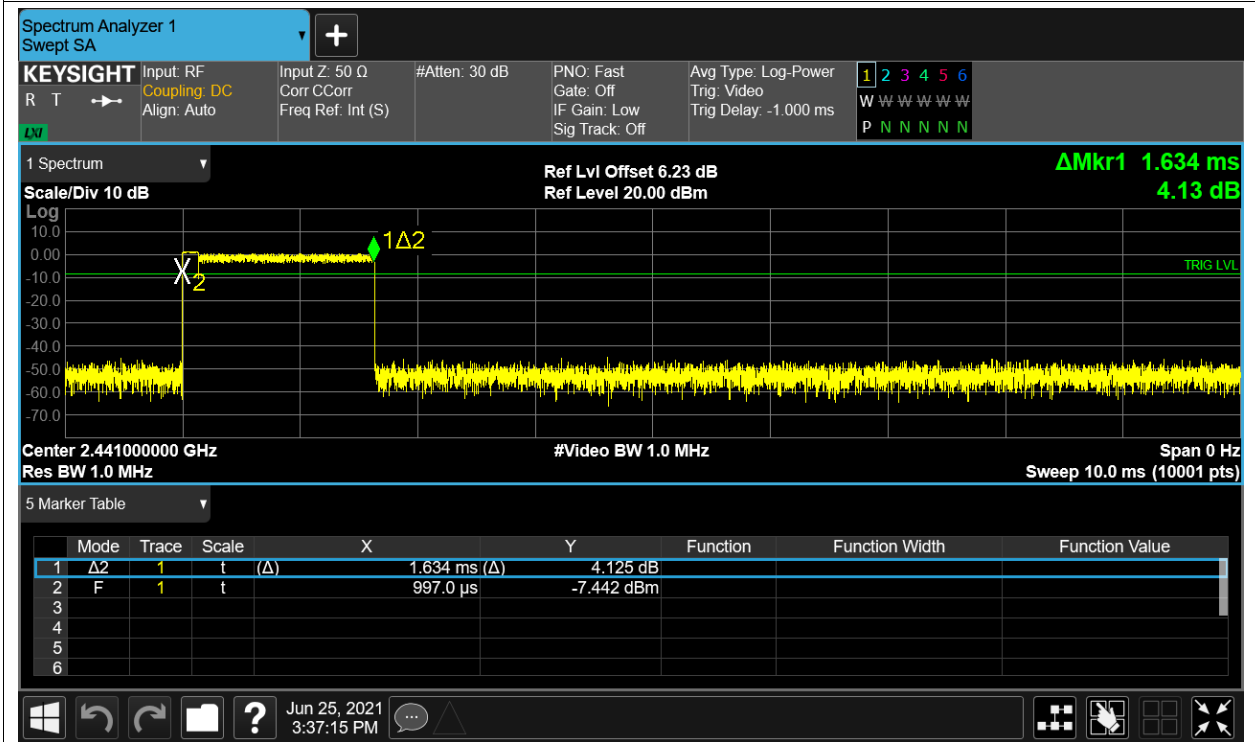 Spectrum Analyzer 1
Swept SA
+
KEYSIGHT
R T
LXI
Input: RF
Coupling: DC
Align: Auto
Input Z: 50 Ω
Corr CCorr
Freq Ref: Int (S)
#Atten: 30 dB
PNO: Fast
Gate: Off
IF Gain: Low
Sig Track: Off
Avg Type: Log-Power
Trig: Video
Trig Delay: -1.000 ms
1 2 3 4 5 6
W W W W W W
P N N N N N
1 Spectrum
Scale/Div 10 dB
Ref Lvl Offset 6.23 dB
Ref Level 20.00 dBm
ΔMkr1 1.634 ms
4.13 dB
Log
10.0
0.00
-10.0
-20.0
-30.0
-40.0
-50.0
-60.0
-70.0
1Δ2
X
2
TRIG LVL
Center 2.441000000 GHz
#Video BW 1.0 MHz
Span 0 Hz
Res BW 1.0 MHz
Sweep 10.0 ms (10001 pts)
5 Marker Table
Mode Trace Scale X Y Function Function Width Function Value
1 Δ2 1 t (Δ) 1.634 ms (Δ) 4.125 dB
2 F 1 t 997.0 µs -7.442 dBm
3
4
5
6
?
Jun 25, 2021
3:37:15 PM